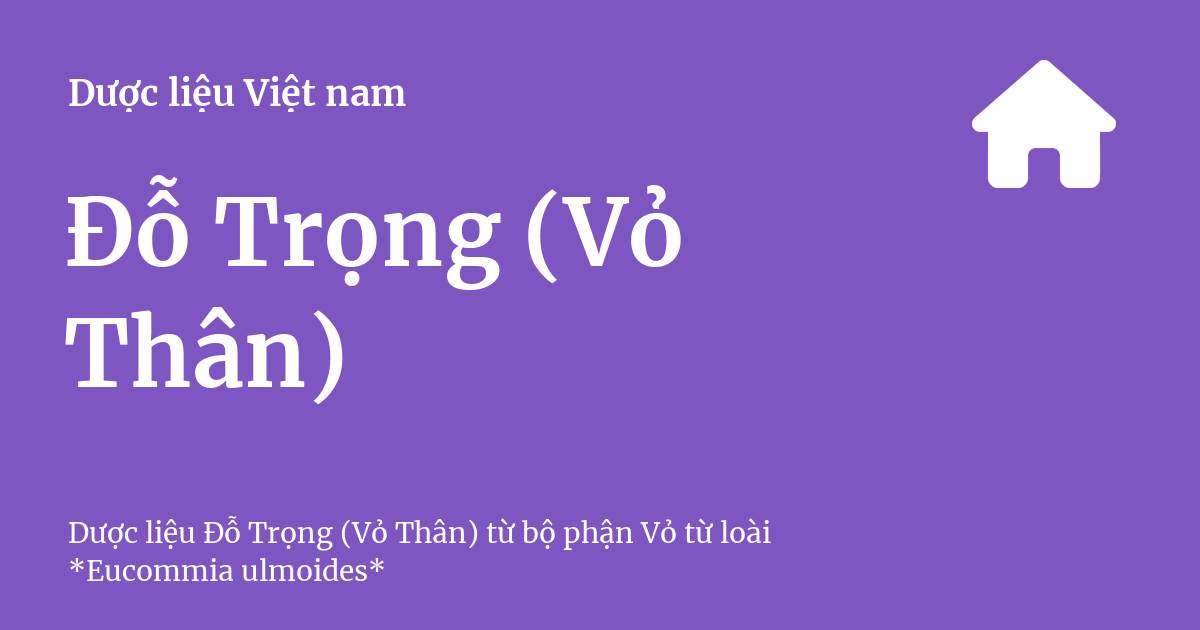 Dược liệu Việt nam
Đỗ Trọng (Vỏ
Thân)
Dược liệu Đỗ Trọng (Vỏ Thân) từ bộ phận Vỏ từ loài
*Eucommia ulmoides*